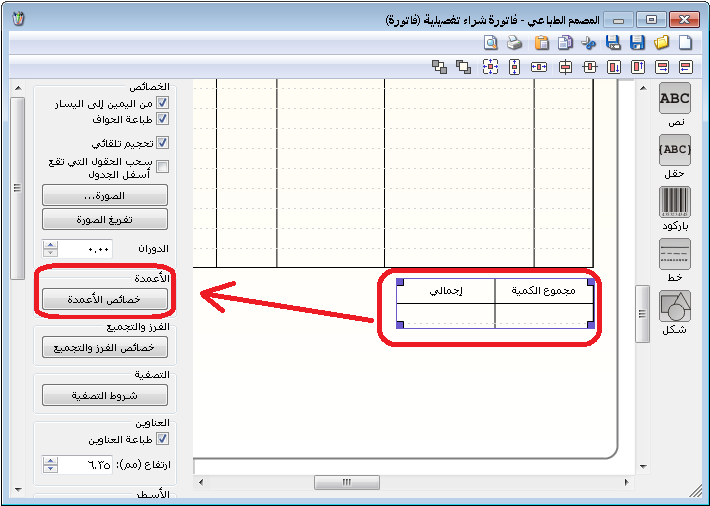 المصمم الطباعي - فاتورة شراء تفصيلية (فاتورة)
ABC
نص
{ABC}
حقل
باركود
خط
شكل
مجموع الكمية
إجمالي
الخصائص
من اليمين إلى اليسار
طباعة الحواف
تحجيم تلقائي
سحب الحقول التي تقع
أسفل الجدول
الصورة...
تفريغ الصورة
الدوران
٠,٠٠
الأعمدة
خصائص الأعمدة
الفرز والتجميع
خصائص الفرز والتجميع
التصفية
شروط التصفية
العناوين
طباعة العناوين
ارتفاع (مم):
٦,٣٥
الأسطر